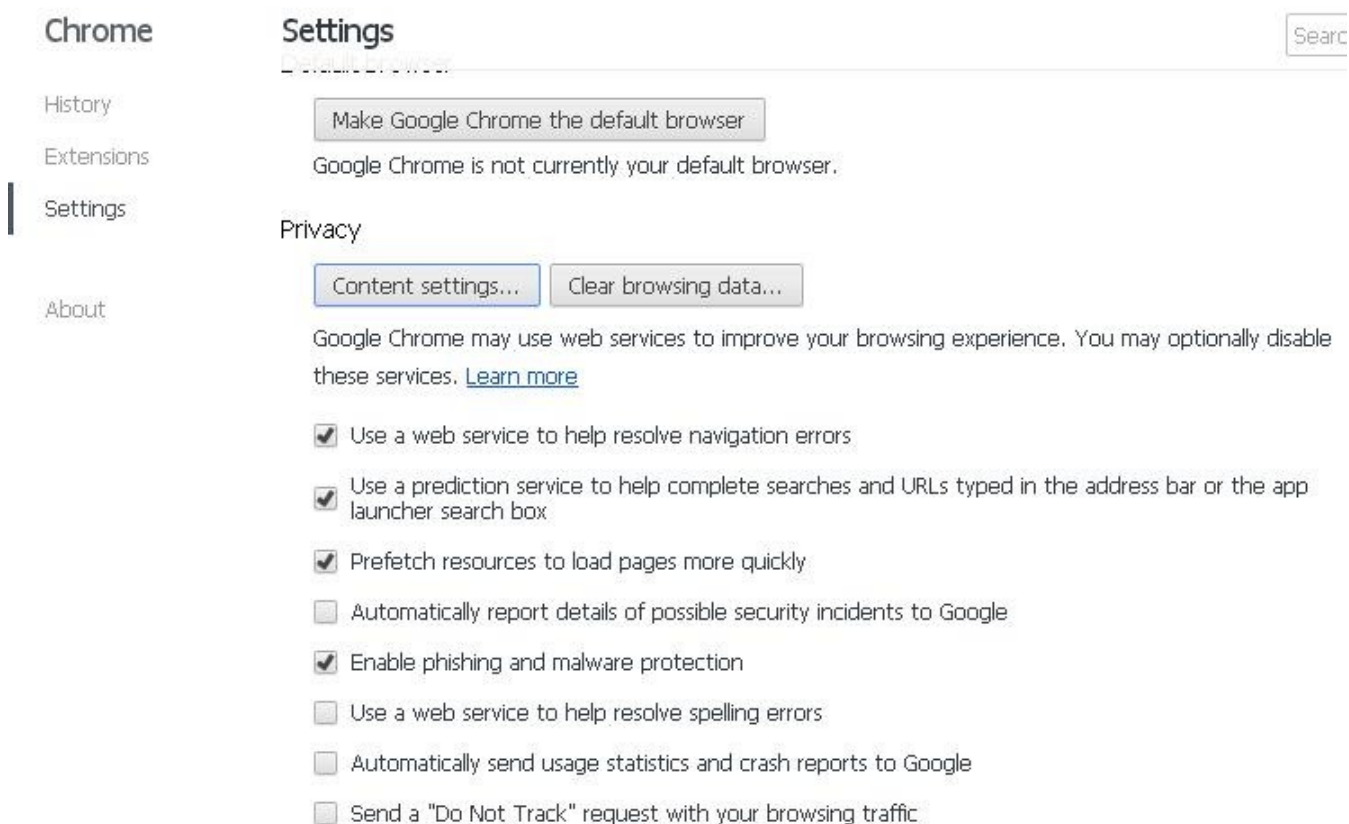 Chrome
Settings
Searc
Default browser
History
Make Google Chrome the default browser
Extensions
Google Chrome is not currently your default browser.
Settings
Privacy
Content settings...
Clear browsing data...
About
Google Chrome may use web services to improve your browsing experience. You may optionally disable
these services. Learn more
Use a web service to help resolve navigation errors
Use a prediction service to help complete searches and URLs typed in the address bar or the app
launcher search box
Prefetch resources to load pages more quickly
Automatically report details of possible security incidents to Google
Enable phishing and malware protection
Use a web service to help resolve spelling errors
Automatically send usage statistics and crash reports to Google
Send a "Do Not Track" request with your browsing traffic